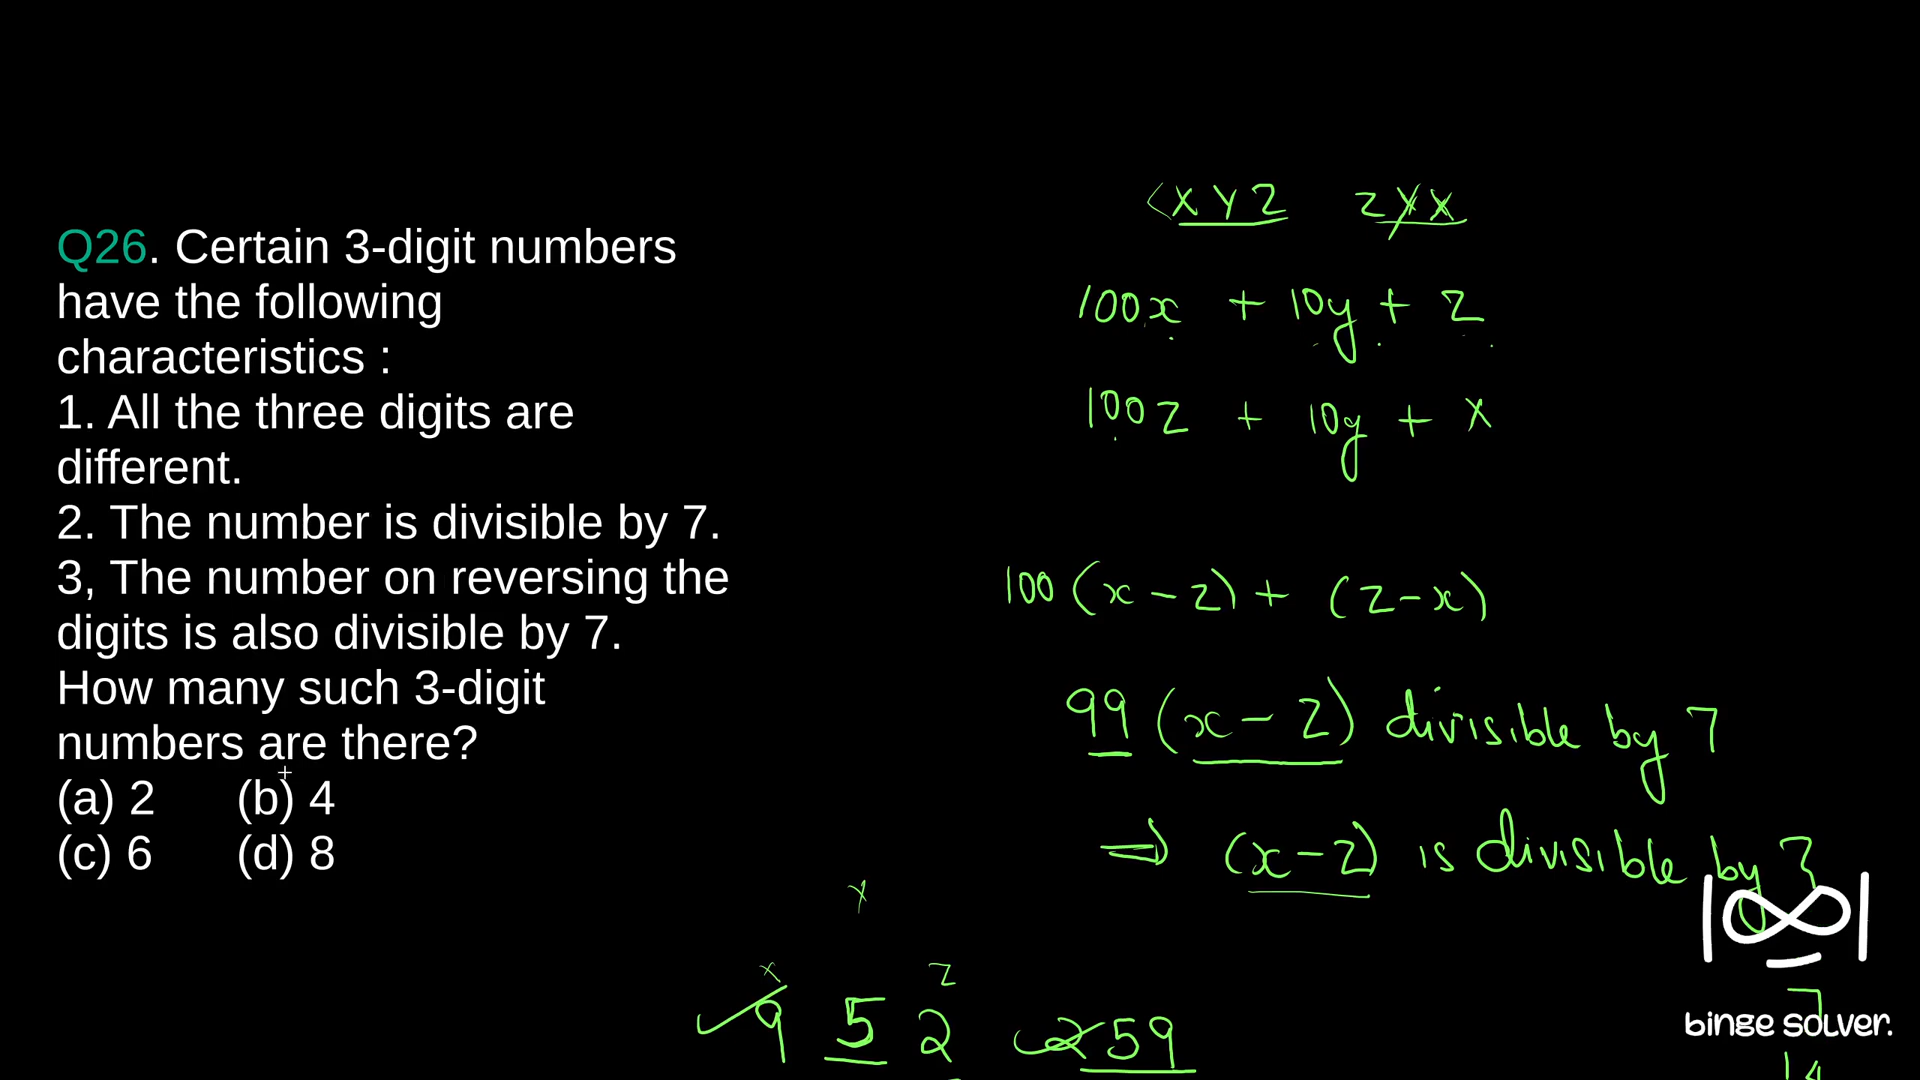 Q26. Certain 3-digit numbers
have the following
characteristics :
1. All the three digits are
different.
2. The number is divisible by 7.
3, The number on reversing the
digits is also divisible by 7.
How many such 3-digit
numbers are there?
(a) 2 (b) 4
(c) 6 (d) 8
X Y Z Z Y X
100x + 10y + Z
100Z + 10y + X
100 (x - z) + (z - x)
99 (x - z) divisible by 7
⇒ (x - z) is divisible by 7
x z
9 5 2 259
7
14
binge solver.